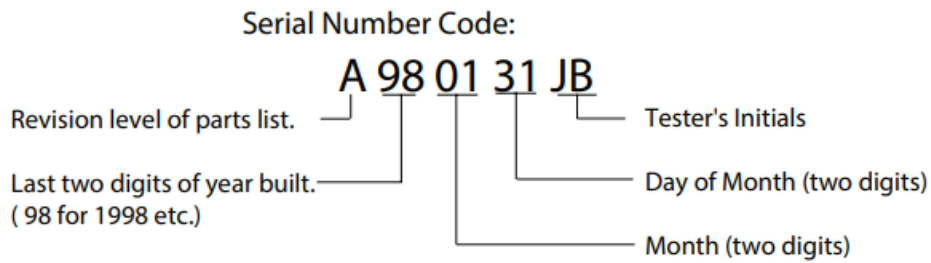 Serial Number Code:
A 98 01 31 JB
Revision level of parts list.
Tester's Initials
Last two digits of year built.
( 98 for 1998 etc.)
Day of Month (two digits)
Month (two digits)